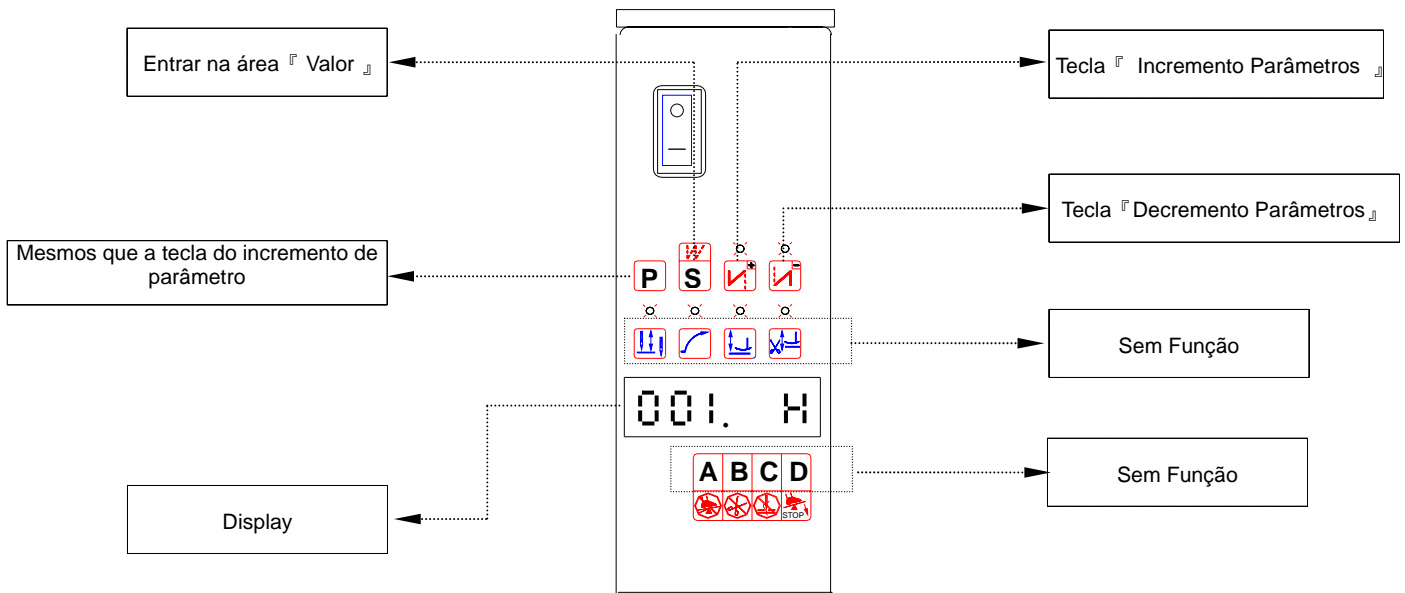 Entrar na área『 Valor 』
Tecla『 Incremento Parâmetros 』
Tecla『Decremento Parâmetros』
Mesmos que a tecla do incremento de
parâmetro
W
P S
+ -
Sem Função
001. H
A B C D
Sem Função
STOP
Display